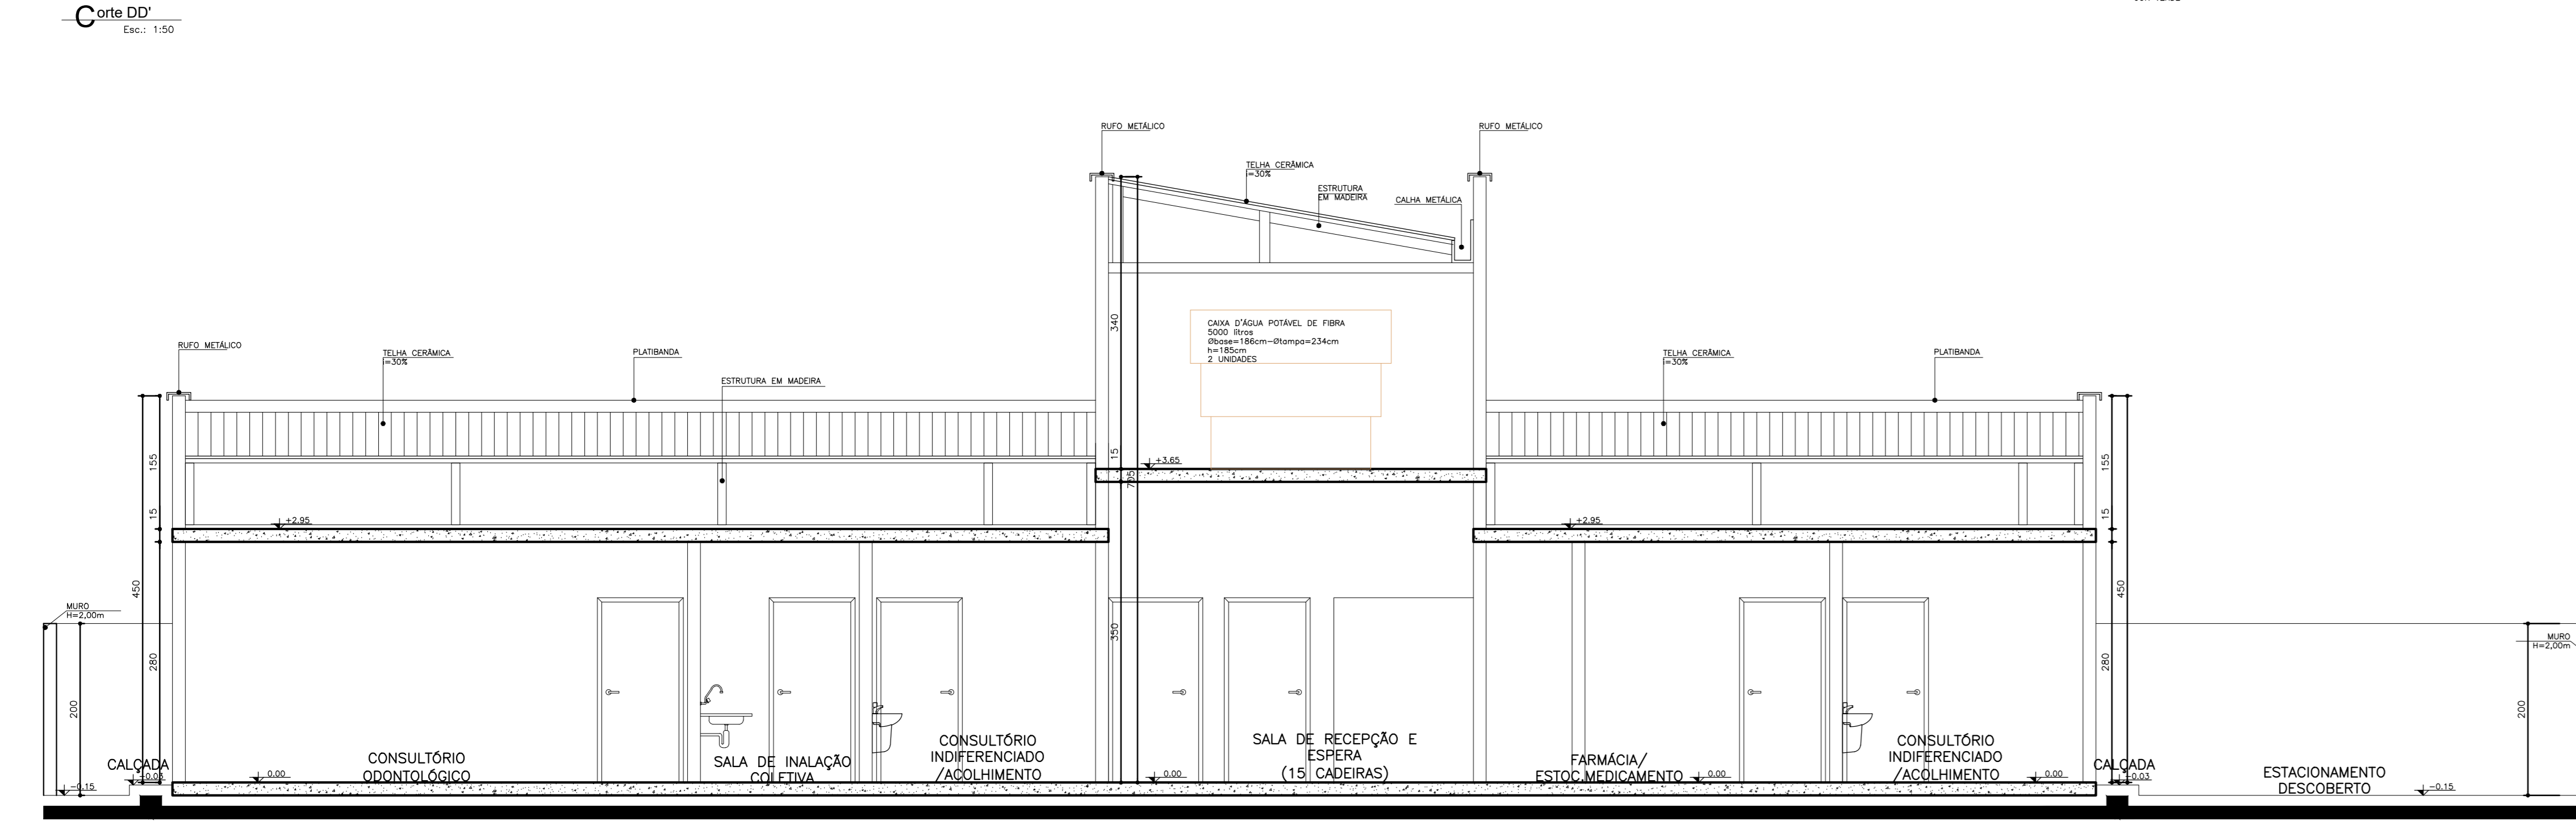 Corte DD'
Esc.: 1:50
RUFO METÁLICO
RUFO METÁLICO
TELHA CERÂMICA
i=30%
ESTRUTURA
EM MADEIRA
CALHA METÁLICA
340
CAIXA D'ÁGUA POTÁVEL DE FIBRA
5000 litros
Øbase=186cm-Øtampa=234cm
h=185cm
2 UNIDADES
RUFO METÁLICO
TELHA CERÂMICA
i=30%
PLATIBANDA
ESTRUTURA EM MADEIRA
TELHA CERÂMICA
i=30%
PLATIBANDA
155
15
+3.65
705
155
15
+2.95
+2.95
15
450
450
MURO
H=2,00m
350
280
280
MURO
H=2,00m
200
200
CALÇADA
-0.03
-0.15
0.00
CONSULTÓRIO
ODONTOLÓGICO
SALA DE INALAÇÃO
COLETIVA
CONSULTÓRIO
INDIFERENCIADO
/ACOLHIMENTO
0.00
SALA DE RECEPÇÃO E
ESPERA
(15 CADEIRAS)
FARMÁCIA/
ESTOC.MEDICAMENTO
0.00
CONSULTÓRIO
INDIFERENCIADO
/ACOLHIMENTO
0.00
CALÇADA
-0.03
ESTACIONAMENTO
DESCOBERTO
-0.15